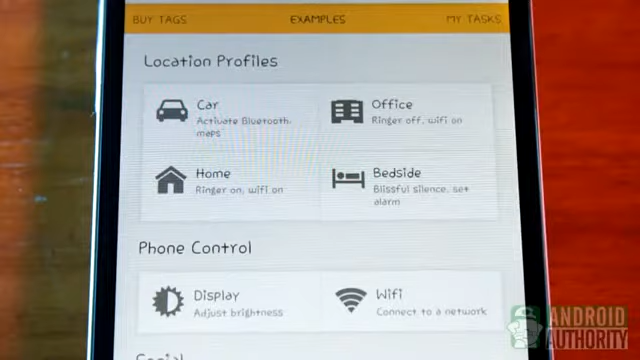 BUY TAGS EXAMPLES MY TASKS
Location Profiles
Car
Activate Bluetooth,
maps
Office
Ringer off, wifi on
Home
Ringer on, wifi on
Bedside
Blissful silence, set
alarm
Phone Control
Display
Adjust brightness
Wifi
Connect to a network
Social
ANDROID
AUTHORITY